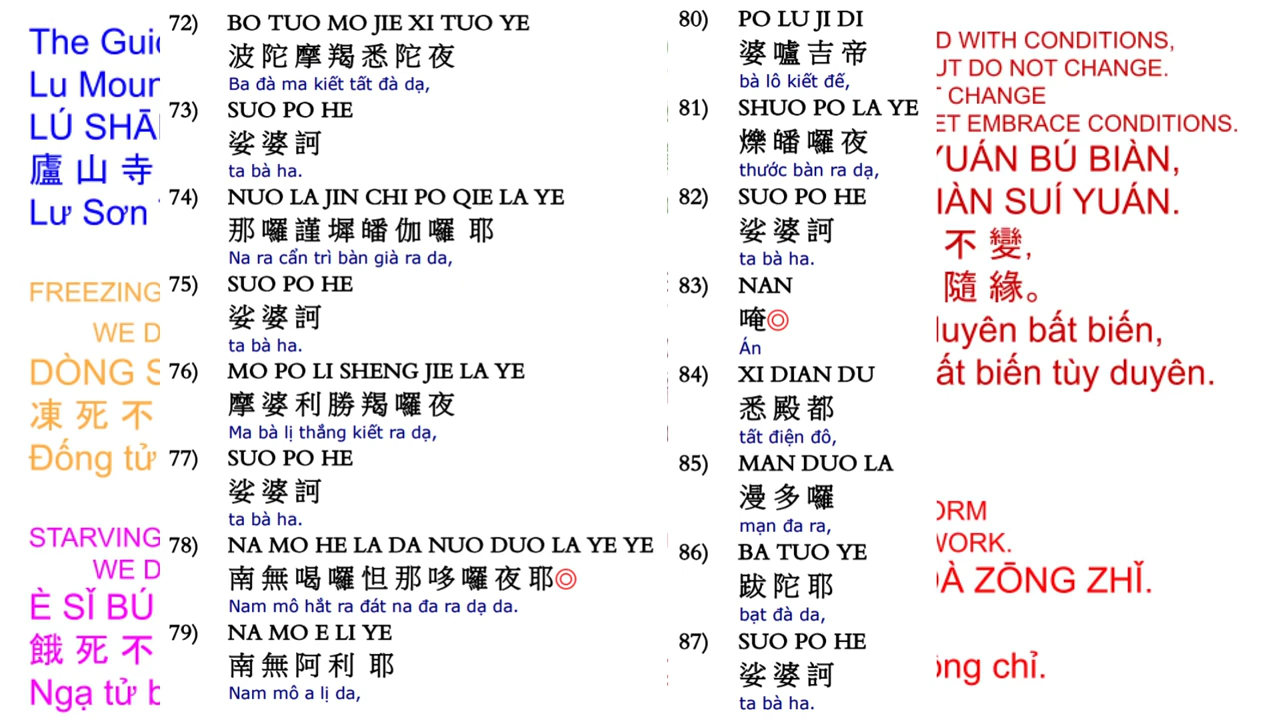 The Gui
Lu Moun
LÚ SHĀ
廬 山 寺
Lư Sơn
FREEZING
WE D
DÒNG S
凍 死 不
Đống tử
STARVING
WE D
È SǏ BÚ
餓 死 不
Ngạ tử b
72) BO TUO MO JIE XI TUO YE
波 陀 摩 羯 悉 陀 夜
Ba đà ma kiết tất đà dạ,
73) SUO PO HE
娑 婆 訶
ta bà ha.
74) NUO LA JIN CHI PO QIE LA YE
那 囉 謹 墀 皤 伽 囉 耶
Na ra cẩn trì bàn già ra da,
75) SUO PO HE
娑 婆 訶
ta bà ha.
76) MO PO LI SHENG JIE LA YE
摩 婆 利 勝 羯 囉 夜
Ma bà lị thắng kiết ra dạ,
77) SUO PO HE
娑 婆 訶
ta bà ha.
78) NA MO HE LA DA NUO DUO LA YE YE
南 無 喝 囉 怛 那 哆 囉 夜 耶◎
Nam mô hắt ra đát na đa ra dạ da.
79) NA MO E LI YE
南 無 阿 利 耶
Nam mô a lị da,
80) PO LU JI DI
婆 嚧 吉 帝
bà lô kiết đế,
81) SHUO PO LA YE
爍 皤 囉 夜
thước bàn ra dạ,
82) SUO PO HE
娑 婆 訶
ta bà ha.
83) NAN
唵◎
Án
84) XI DIAN DU
悉 殿 都
tất điện đô,
85) MAN DUO LA
漫 多 囉
mạn đa ra,
86) BA TUO YE
跋 陀 耶
bạt đà da,
87) SUO PO HE
娑 婆 訶
ta bà ha.
D WITH CONDITIONS,
UT DO NOT CHANGE.
CHANGE
ET EMBRACE CONDITIONS.
YUÁN BÚ BIÀN,
IÀN SUÍ YUÁN.
不 變,
隨 緣。
duyên bất biến,
ất biến tùy duyên.
ORM
WORK.
DÀ ZŌNG ZHǏ.
ông chỉ.